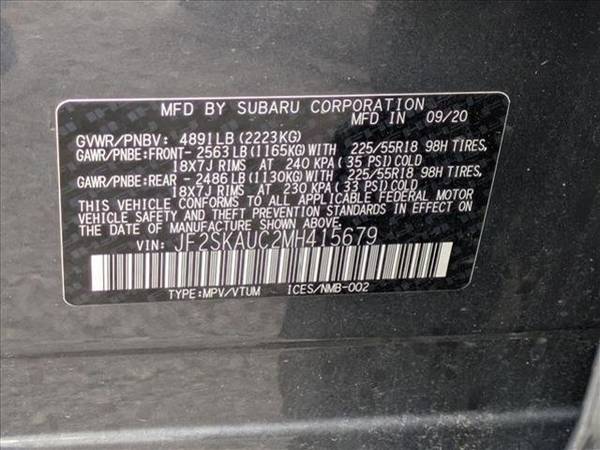 MFD BY SUBARU CORPORATION
MFD IN 09/20
GVWR/PNBV: 4891LB(2223KG)
GAWR/PNBE:FRONT- 2563LB(1165KG)WITH 225/55R18 98H TIRES,
18X7J RIMS AT 240 KPA(35 PSI)COLD
GAWR/PNBE:REAR - 2486LB(1130KG)WITH 225/55R18 98H TIRES,
18X7J RIMS AT 230 KPA(33 PSI)COLD
THIS VEHICLE CONFORMS TO ALL APPLICABLE FEDERAL MOTOR
VEHICLE SAFETY AND THEFT PREVENTION STANDARDS IN EFFECT ON
THE DATE OF MANUFACTURE SHOWN ABOVE.
VIN: JF2SKAUC2MH415679
TYPE:MPV/VTUM ICES/NMB-002